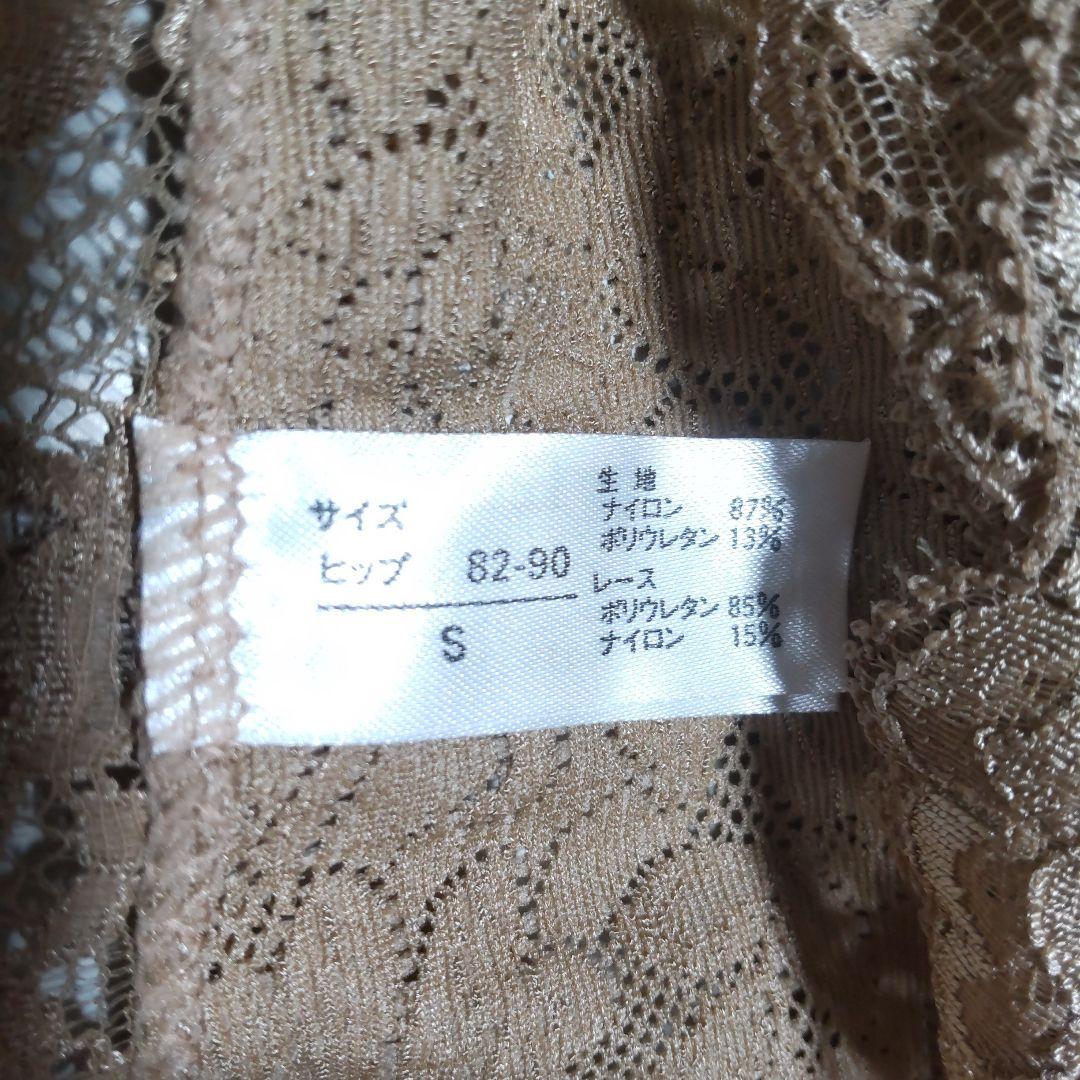 サイズ
ヒップ 82-90
S
生 地
ナイロン 87%
ポリウレタン 13%
レース
ポリウレタン 85%
ナイロン 15%